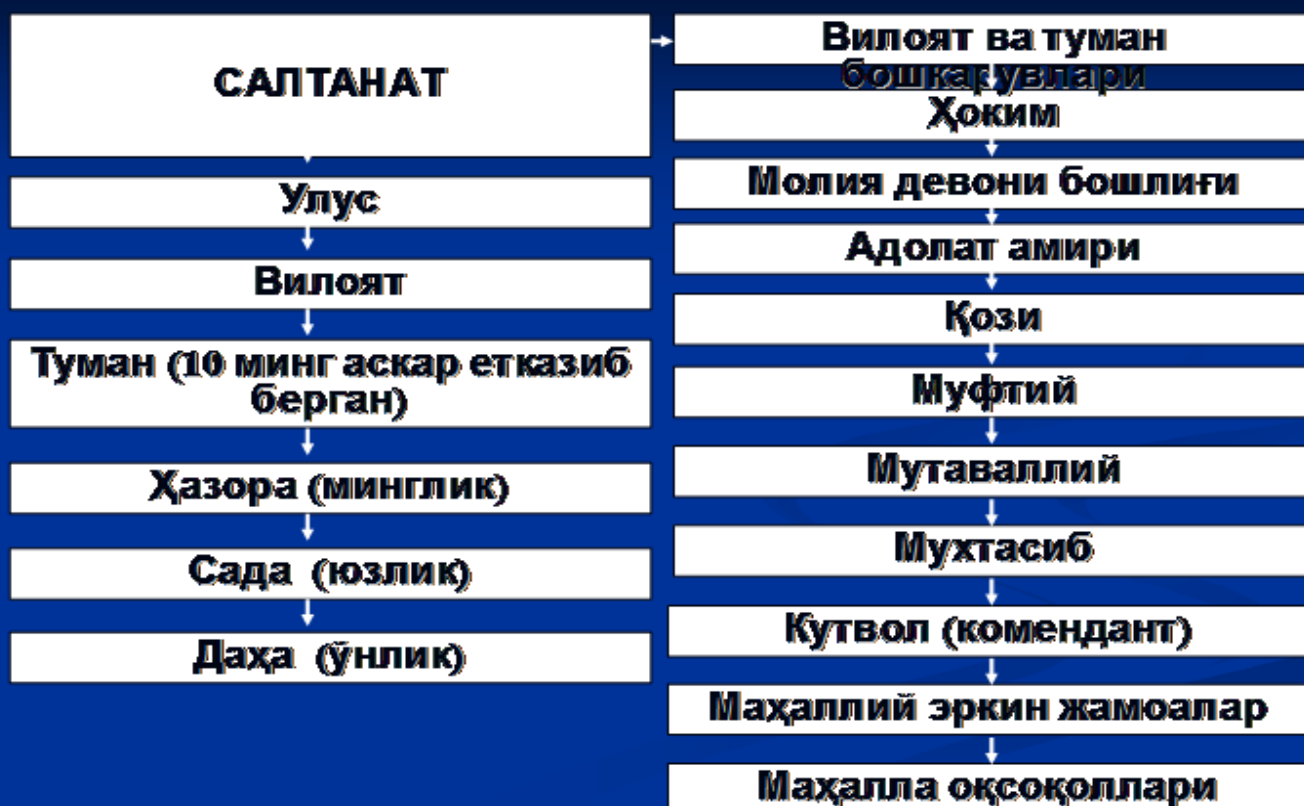 САЛТАНАТ
Улус
Вилоят
Туман (10 минг аскар етказиб
берган)
Ҳазора (минглик)
Сада (юзлик)
Даҳа (ўнлик)
Вилоят ва туман
бошкарувлари
Ҳоким
Молия девони бошлиғи
Адолат амири
Қози
Муфтий
Мутаваллий
Мухтасиб
Кутвол (комендант)
Маҳаллий эркин жамоалар
Маҳалла оқсоқоллари